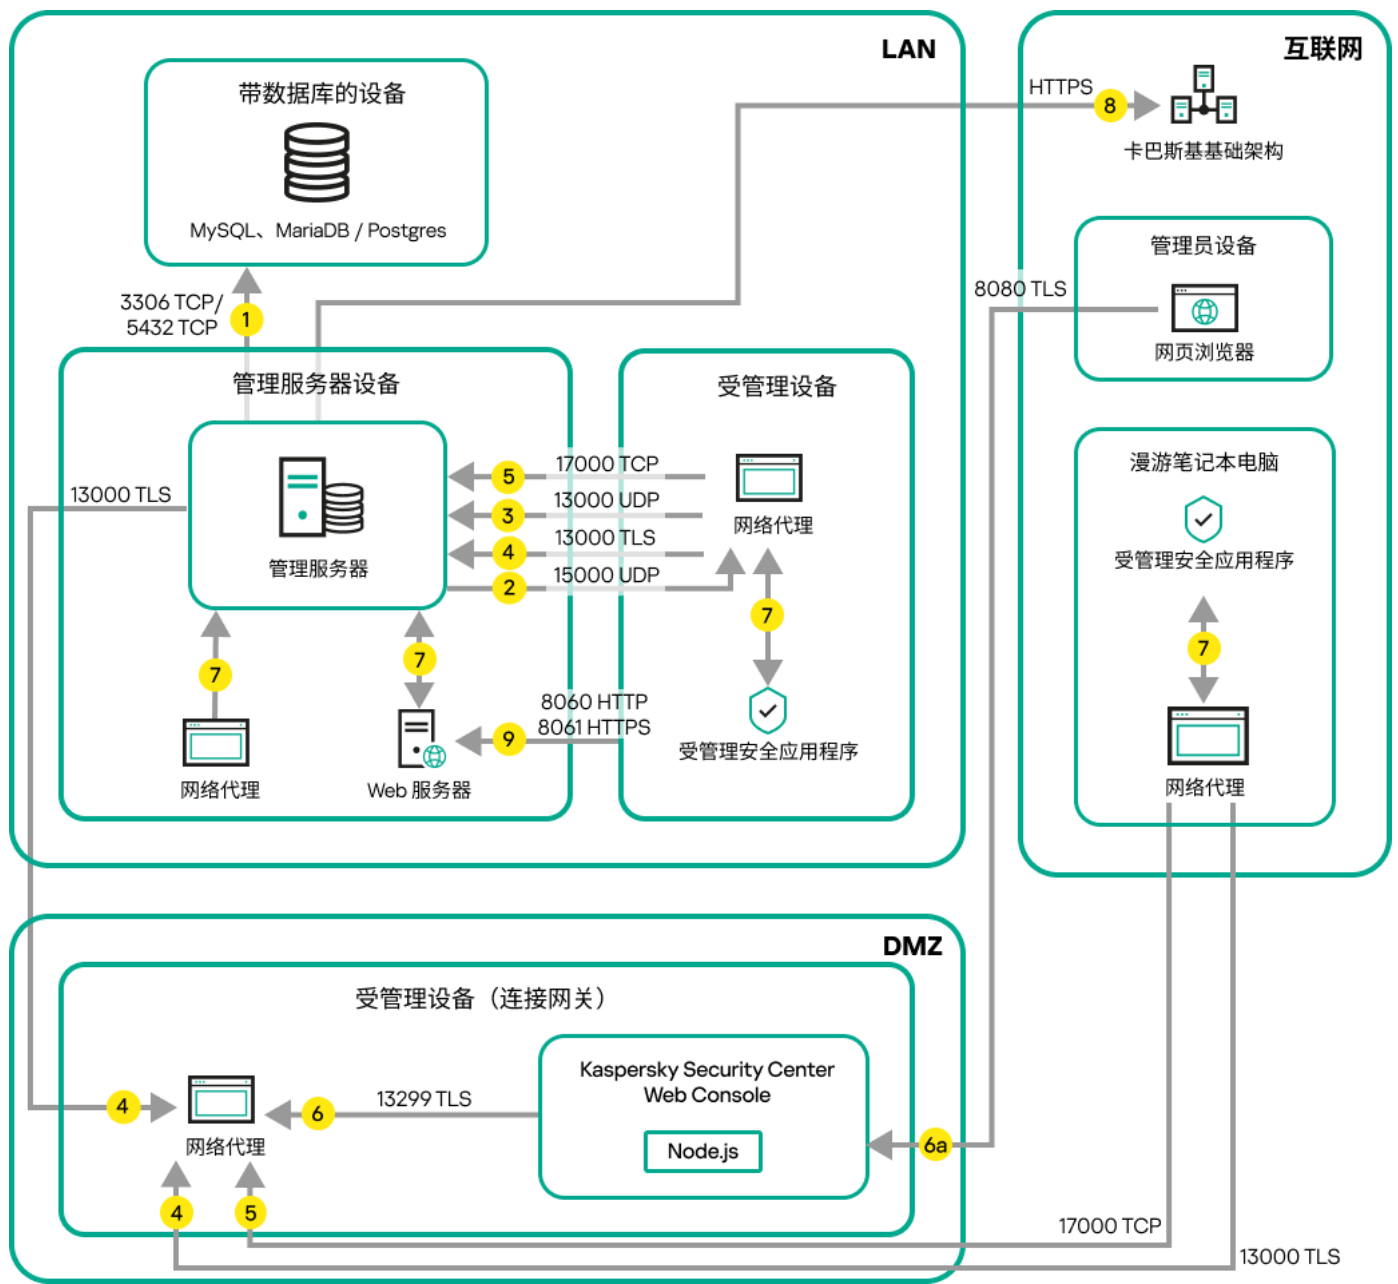 LAN
带数据库的设备
MySQL、MariaDB / Postgres
3306 TCP/
5432 TCP
1
管理服务器设备
管理服务器
13000 TLS
7
网络代理
7
Web 服务器
受管理设备
5
17000 TCP
3
13000 UDP
4
13000 TLS
2
15000 UDP
网络代理
7
受管理安全应用程序
8060 HTTP
8061 HTTPS
9
互联网
HTTPS
8
卡巴斯基基础架构
管理员设备
8080 TLS
网页浏览器
漫游笔记本电脑
受管理安全应用程序
7
网络代理
DMZ
受管理设备（连接网关）
4
网络代理
6
13299 TLS
Kaspersky Security Center
Web Console
Node.js
6a
4
5
17000 TCP
13000 TLS